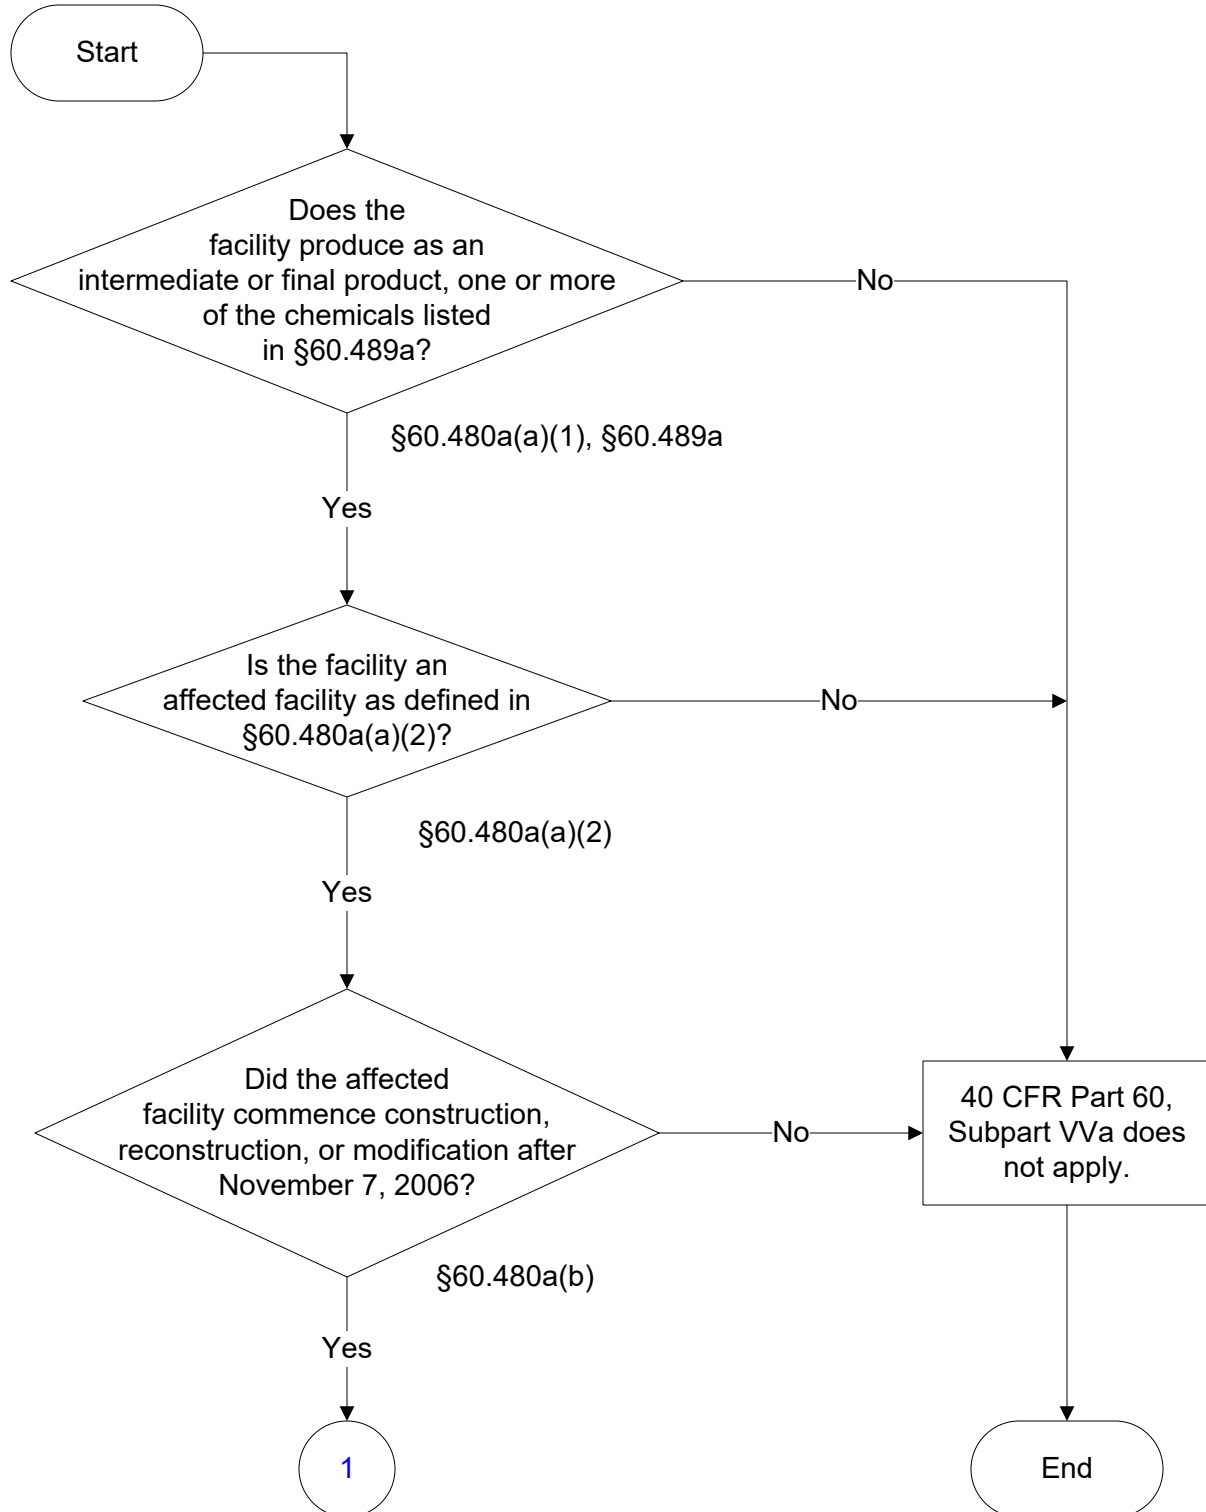 Start
Does the
facility produce as an
intermediate or final product, one or more
of the chemicals listed
in §60.489a?
No
§60.480a(a)(1), §60.489a
Yes
Is the facility an
affected facility as defined in
§60.480a(a)(2)?
No
§60.480a(a)(2)
Yes
Did the affected
facility commence construction,
reconstruction, or modification after
November 7, 2006?
No
40 CFR Part 60,
Subpart VVa does
not apply.
§60.480a(b)
Yes
1
End